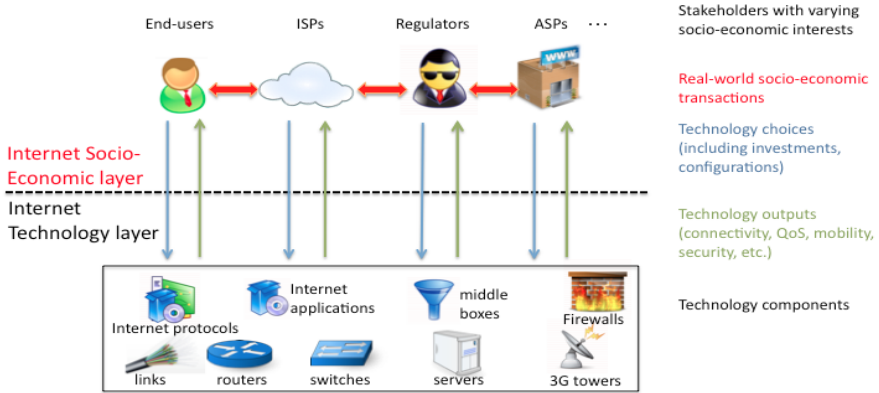 End-users
ISPs
Regulators
ASPs ...
Stakeholders with varying
socio-economic interests
WWW
Real-world socio-economic
transactions
Technology choices
(including investments,
configurations)
Internet Socio-
Economic layer
Internet
Technology layer
Technology outputs
(connectivity, QoS, mobility,
security, etc.)
Internet protocols
Internet
applications
middle
boxes
Firewalls
Technology components
links
routers
switches
servers
3G towers